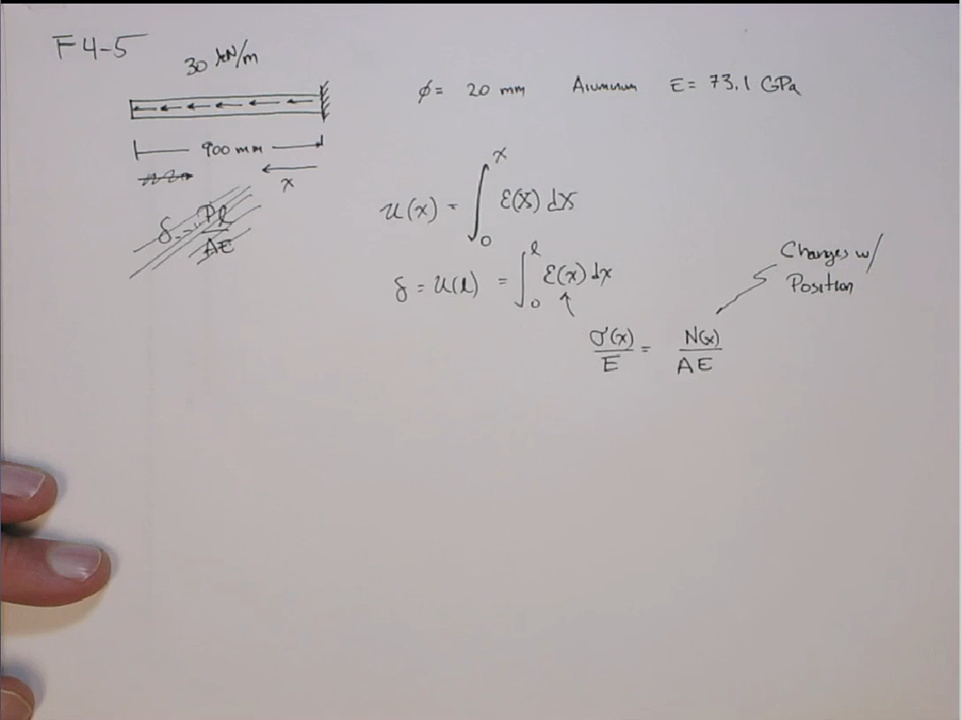 F4-5
30 kN/m
ϕ = 20 mm Aluminum E = 73.1 GPa
900 mm
x
δ = Pl/AE
u(x) = ∫₀ˣ ε(x) dx
δ = u(l) = ∫₀ˡ ε(x) dx
Changes w/
Position
σ(x)/E = N(x)/AE